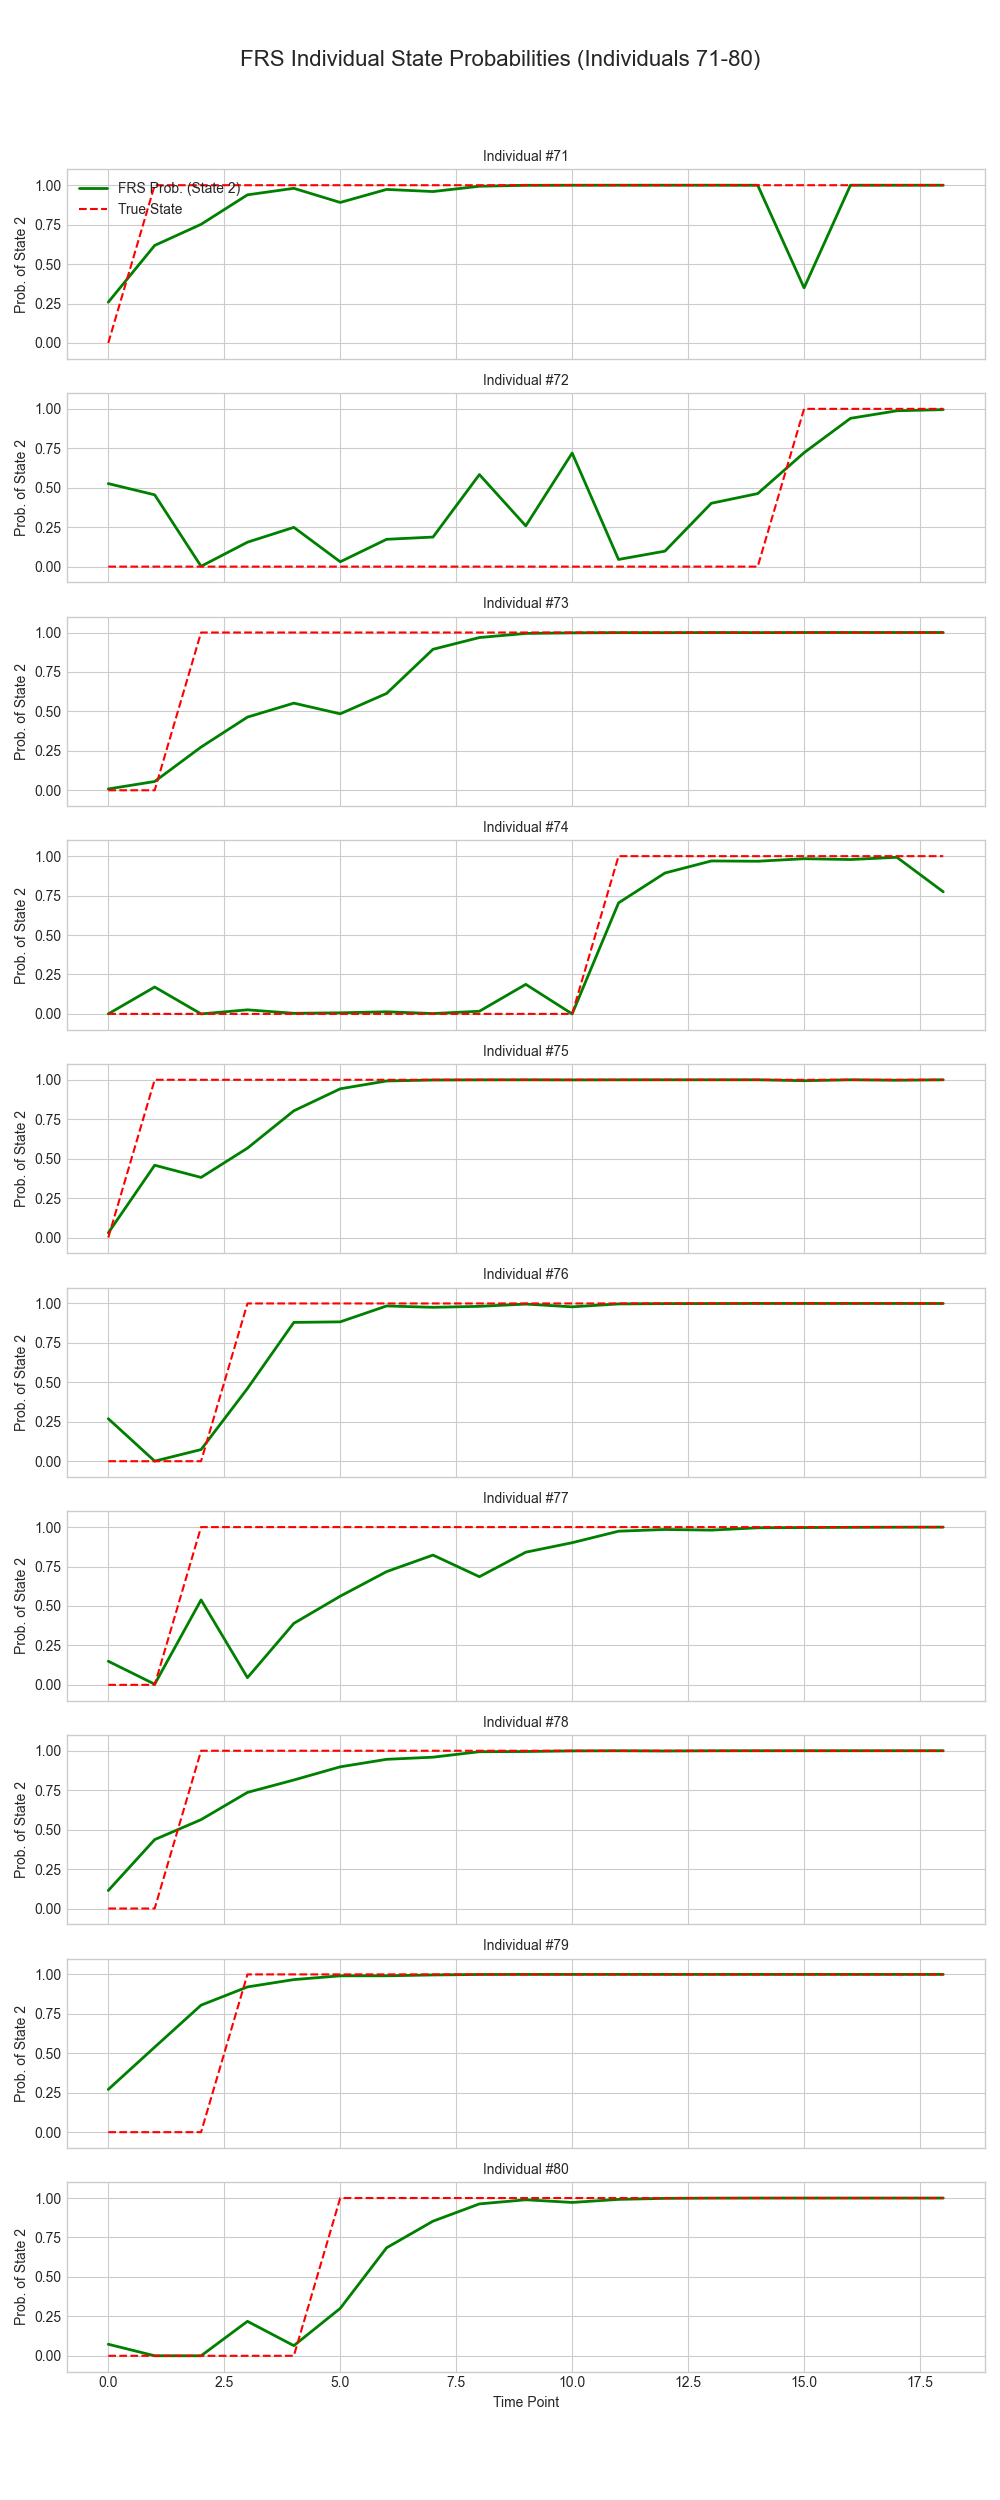 FRS Individual State Probabilities (Individuals 71-80)
Individual #71
FRS Prob. (State 2)
True State
Prob. of State 2
1.00
0.75
0.50
0.25
0.00
Individual #72
Prob. of State 2
1.00
0.75
0.50
0.25
0.00
Individual #73
Prob. of State 2
1.00
0.75
0.50
0.25
0.00
Individual #74
Prob. of State 2
1.00
0.75
0.50
0.25
0.00
Individual #75
Prob. of State 2
1.00
0.75
0.50
0.25
0.00
Individual #76
Prob. of State 2
1.00
0.75
0.50
0.25
0.00
Individual #77
Prob. of State 2
1.00
0.75
0.50
0.25
0.00
Individual #78
Prob. of State 2
1.00
0.75
0.50
0.25
0.00
Individual #79
Prob. of State 2
1.00
0.75
0.50
0.25
0.00
Individual #80
Prob. of State 2
1.00
0.75
0.50
0.25
0.00
0.0 2.5 5.0 7.5 10.0 12.5 15.0 17.5
Time Point